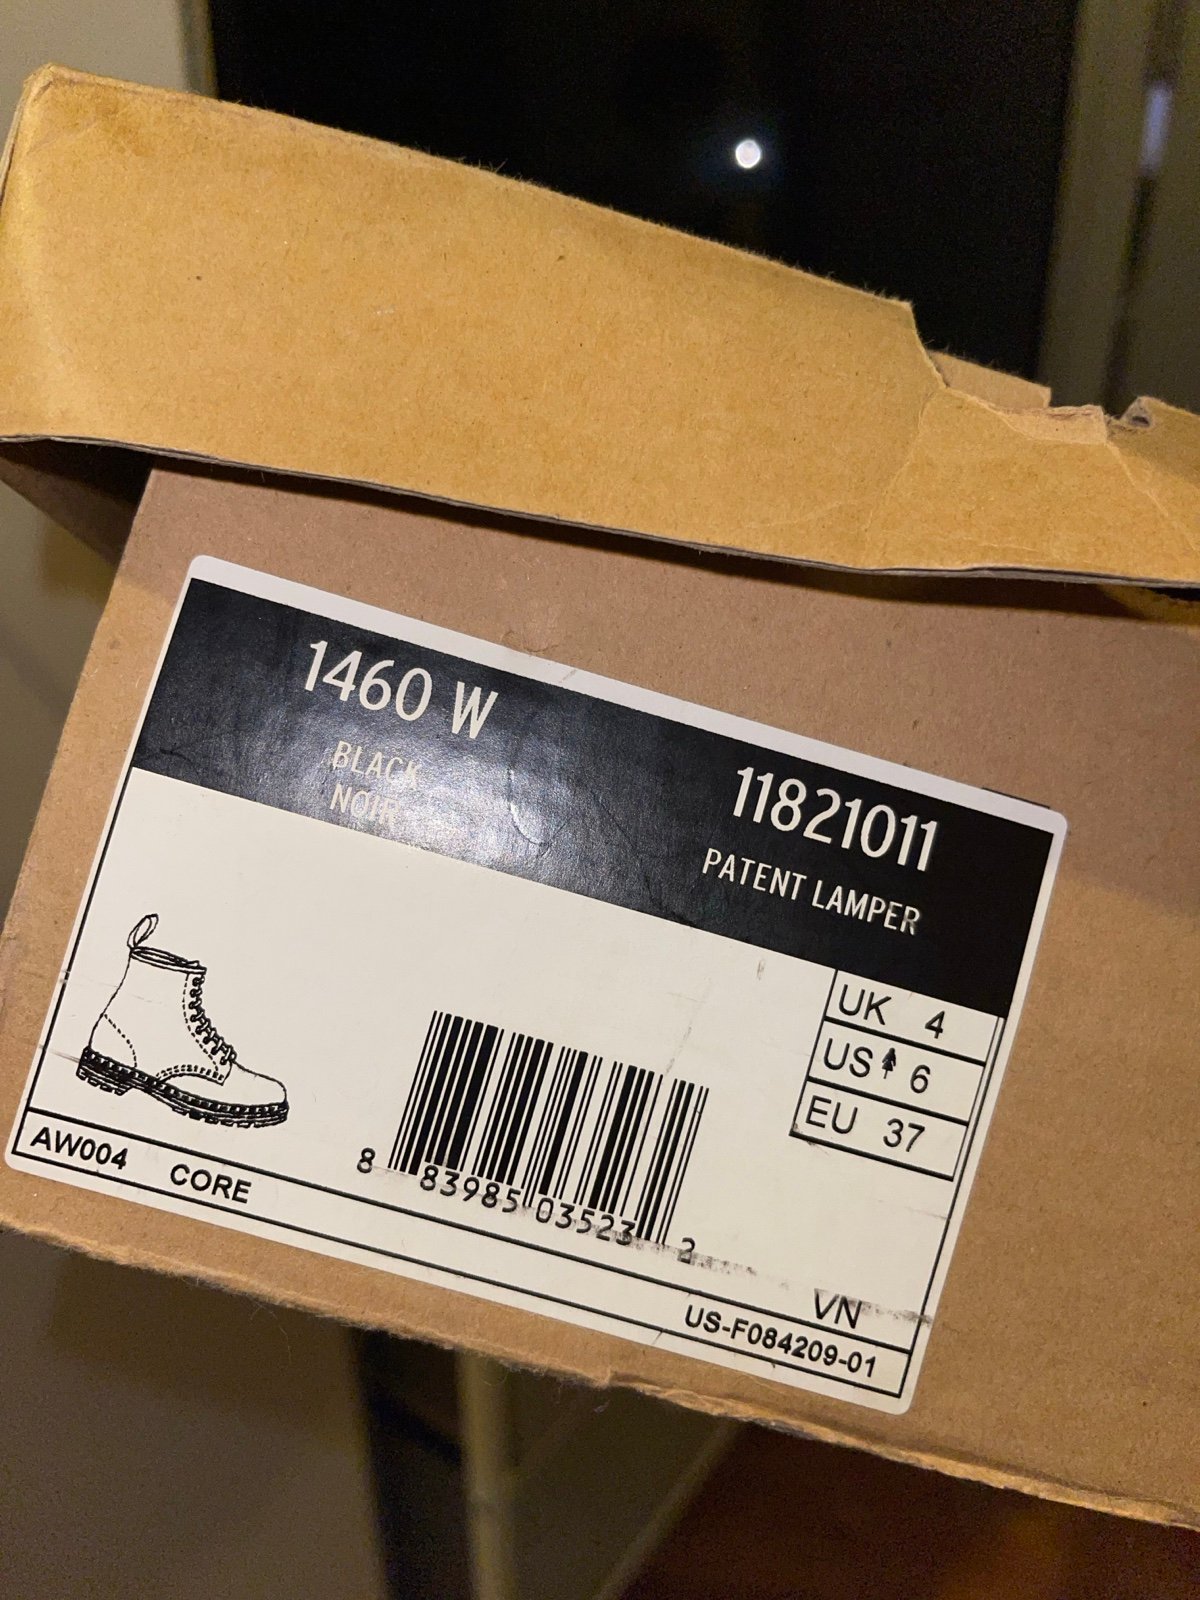 1460 W
BLACK
NOIR
11821011
PATENT LAMPER
UK 4
US 6
EU 37
8 83985 03523 2
AW004 CORE
VN
US-F084209-01